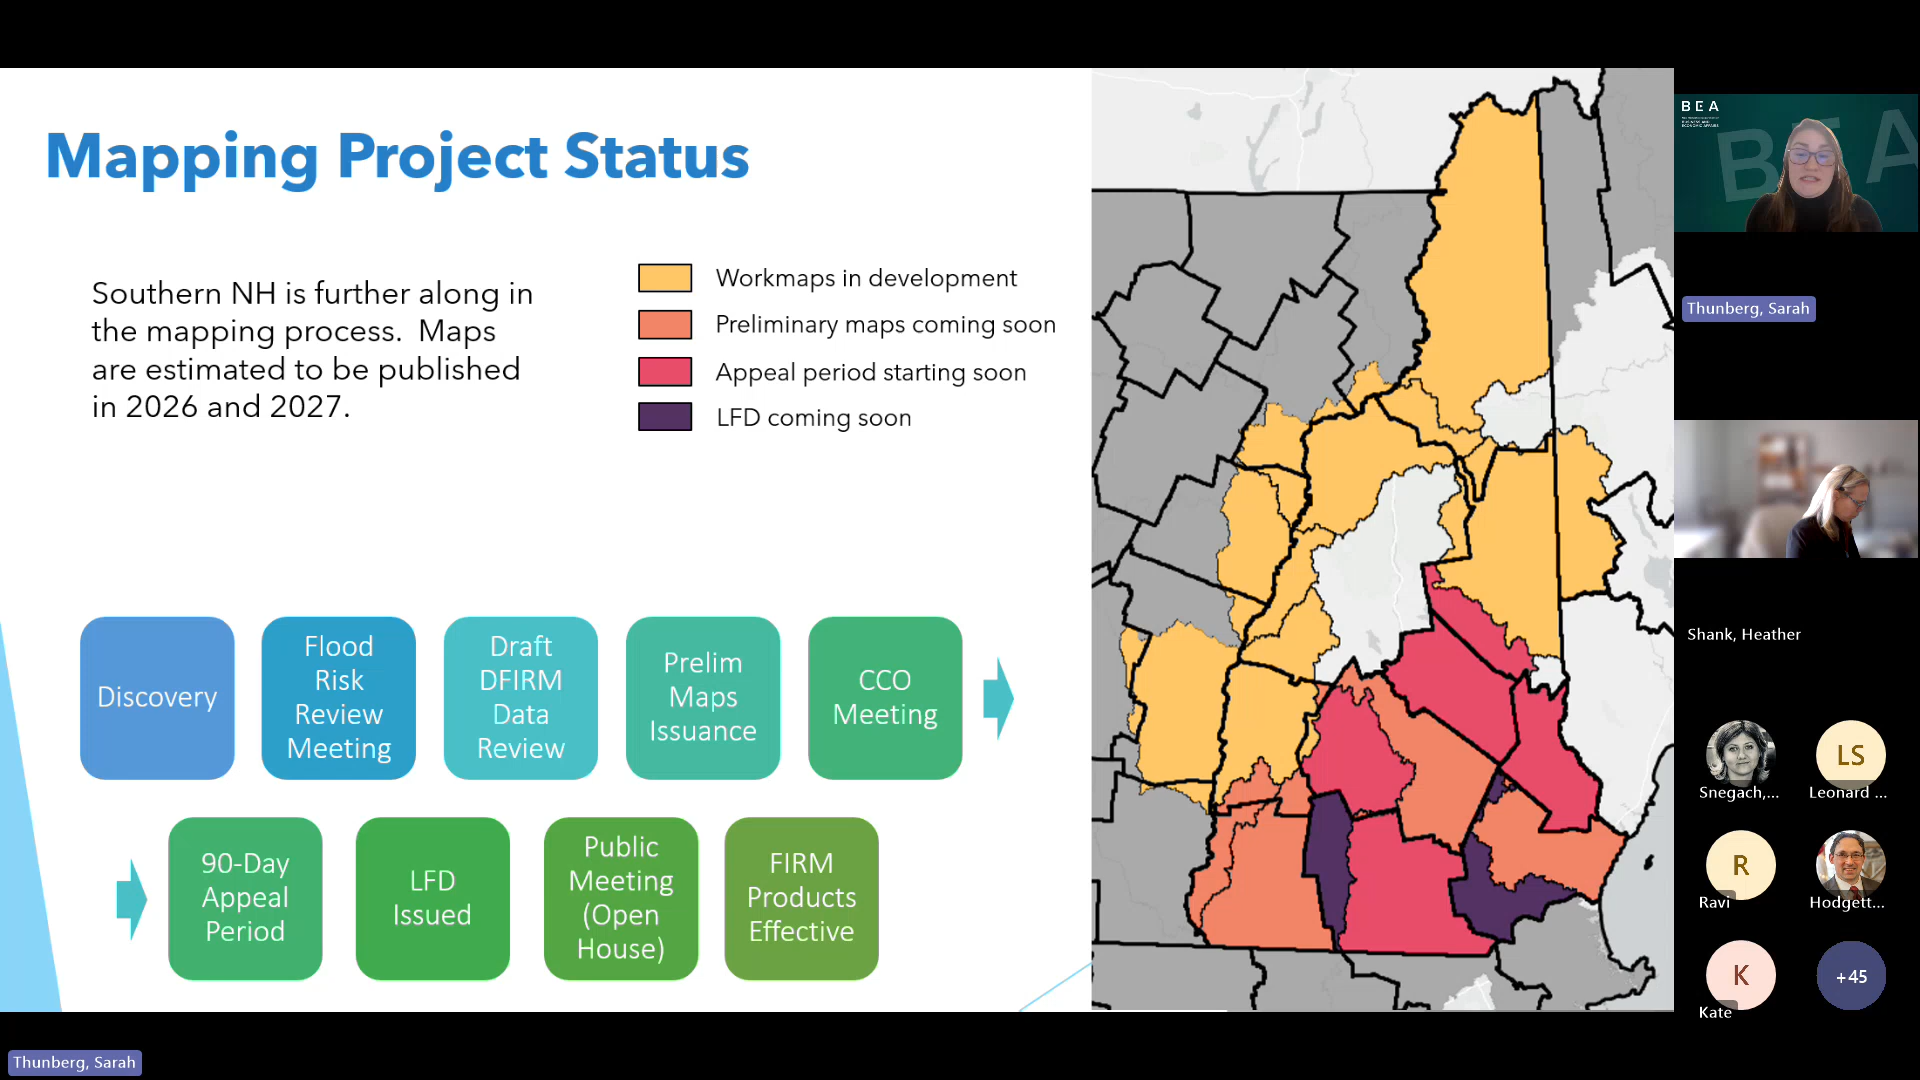 Mapping Project Status
Southern NH is further along in
the mapping process. Maps
are estimated to be published
in 2026 and 2027.
Workmaps in development
Preliminary maps coming soon
Appeal period starting soon
LFD coming soon
Discovery
Flood
Risk
Review
Meeting
Draft
DFIRM
Data
Review
Prelim
Maps
Issuance
CCO
Meeting
90-Day
Appeal
Period
LFD
Issued
Public
Meeting
(Open
House)
FIRM
Products
Effective
BEA
BEA
Thunberg, Sarah
Shank, Heather
Snegach,...
LS
Leonard ...
R
Ravi
Hodgett...
K
Kate
+45
Thunberg, Sarah